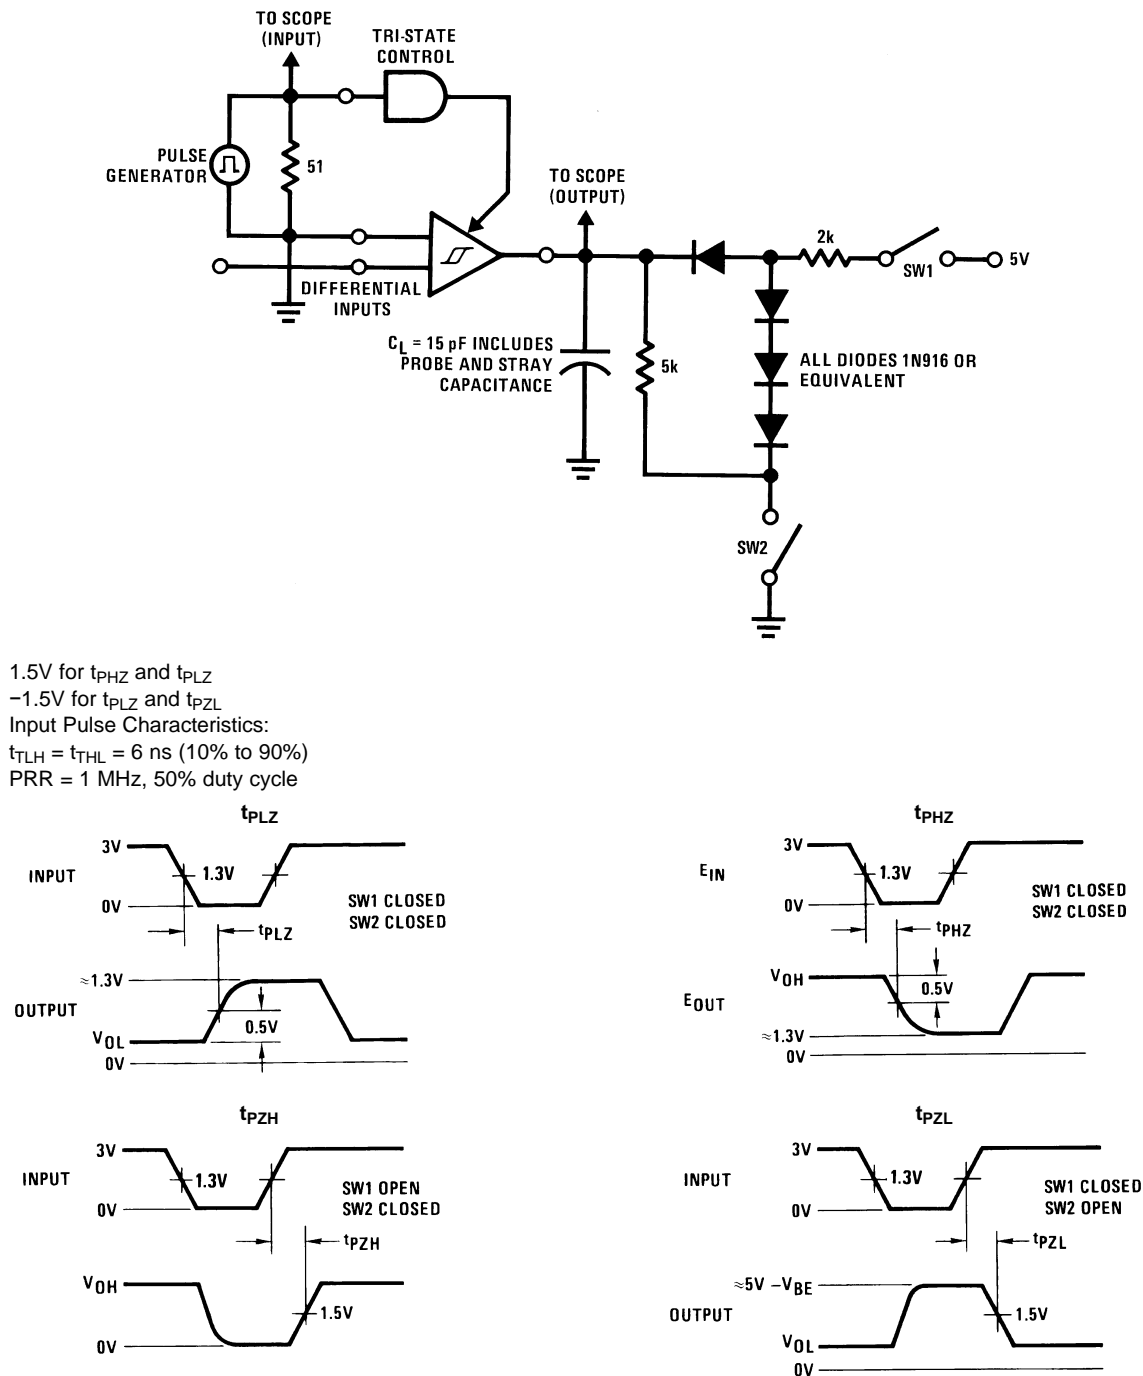 TO SCOPE
(INPUT)
TRI-STATE
CONTROL
PULSE
GENERATOR
51
TO SCOPE
(OUTPUT)
2k
SW1
5V
DIFFERENTIAL
INPUTS
CL = 15 pF INCLUDES
PROBE AND STRAY
CAPACITANCE
5k
ALL DIODES 1N916 OR
EQUIVALENT
SW2
1.5V for tPHZ and tPLZ
−1.5V for tPLZ and tPZL
Input Pulse Characteristics:
tTLH = tTHL = 6 ns (10% to 90%)
PRR = 1 MHz, 50% duty cycle
tPLZ
3V
INPUT
1.3V
0V
SW1 CLOSED
SW2 CLOSED
tPLZ
≈1.3V
OUTPUT
0.5V
VOL
0V
tPHZ
3V
EIN
1.3V
0V
SW1 CLOSED
SW2 CLOSED
tPHZ
VOH
0.5V
EOUT
≈1.3V
0V
tPZH
3V
INPUT
1.3V
0V
SW1 OPEN
SW2 CLOSED
tPZH
VOH
1.5V
0V
tPZL
3V
INPUT
1.3V
0V
SW1 CLOSED
SW2 OPEN
tPZL
≈5V −VBE
OUTPUT
1.5V
VOL
0V